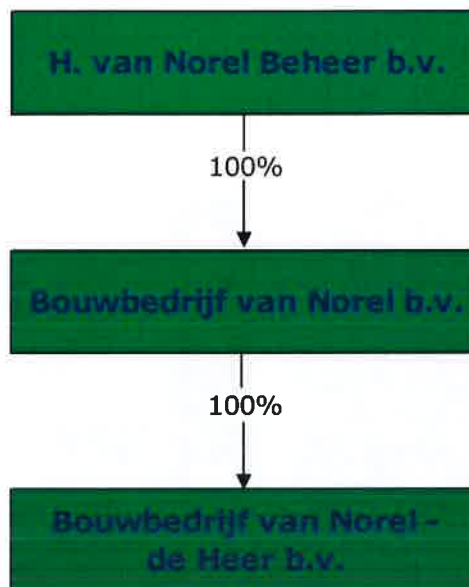 H. van Norel Beheer b.v.
100%
Bouwbedrijf van Norel b.v.
100%
Bouwbedrijf van Norel -
de Heer b.v.